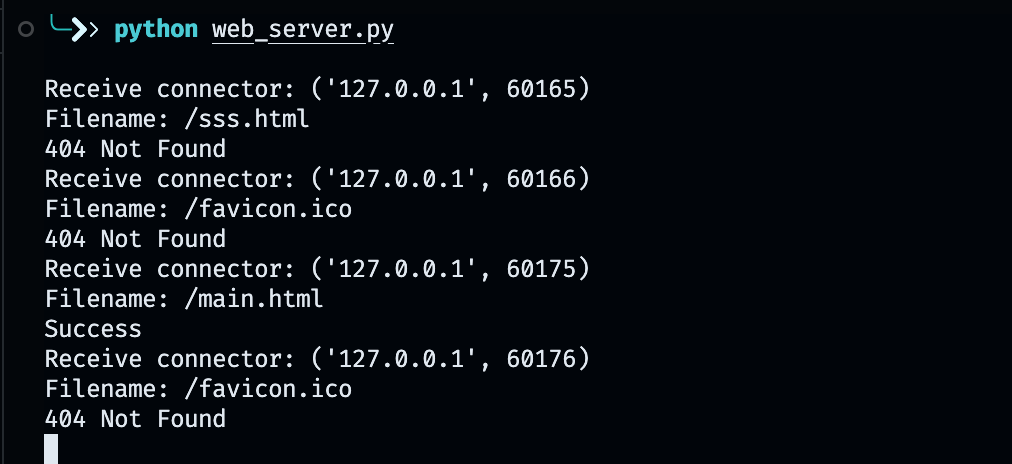 python web_server.py
Receive connector: ('127.0.0.1', 60165)
Filename: /sss.html
404 Not Found
Receive connector: ('127.0.0.1', 60166)
Filename: /favicon.ico
404 Not Found
Receive connector: ('127.0.0.1', 60175)
Filename: /main.html
Success
Receive connector: ('127.0.0.1', 60176)
Filename: /favicon.ico
404 Not Found